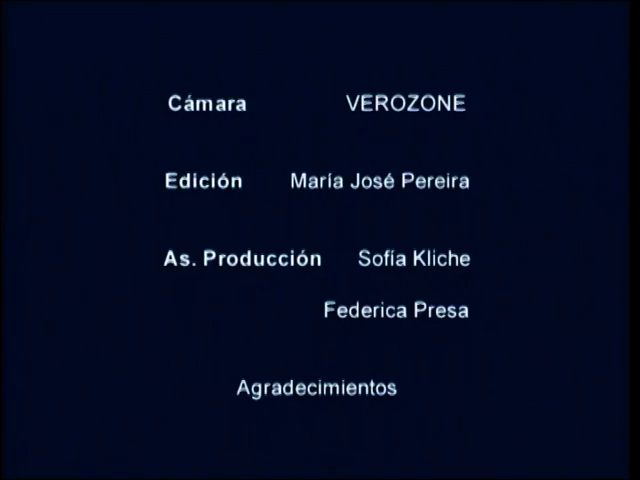 Cámara VEROZONE
Edición María José Pereira
As. Producción Sofía Kliche
Federica Presa
Agradecimientos